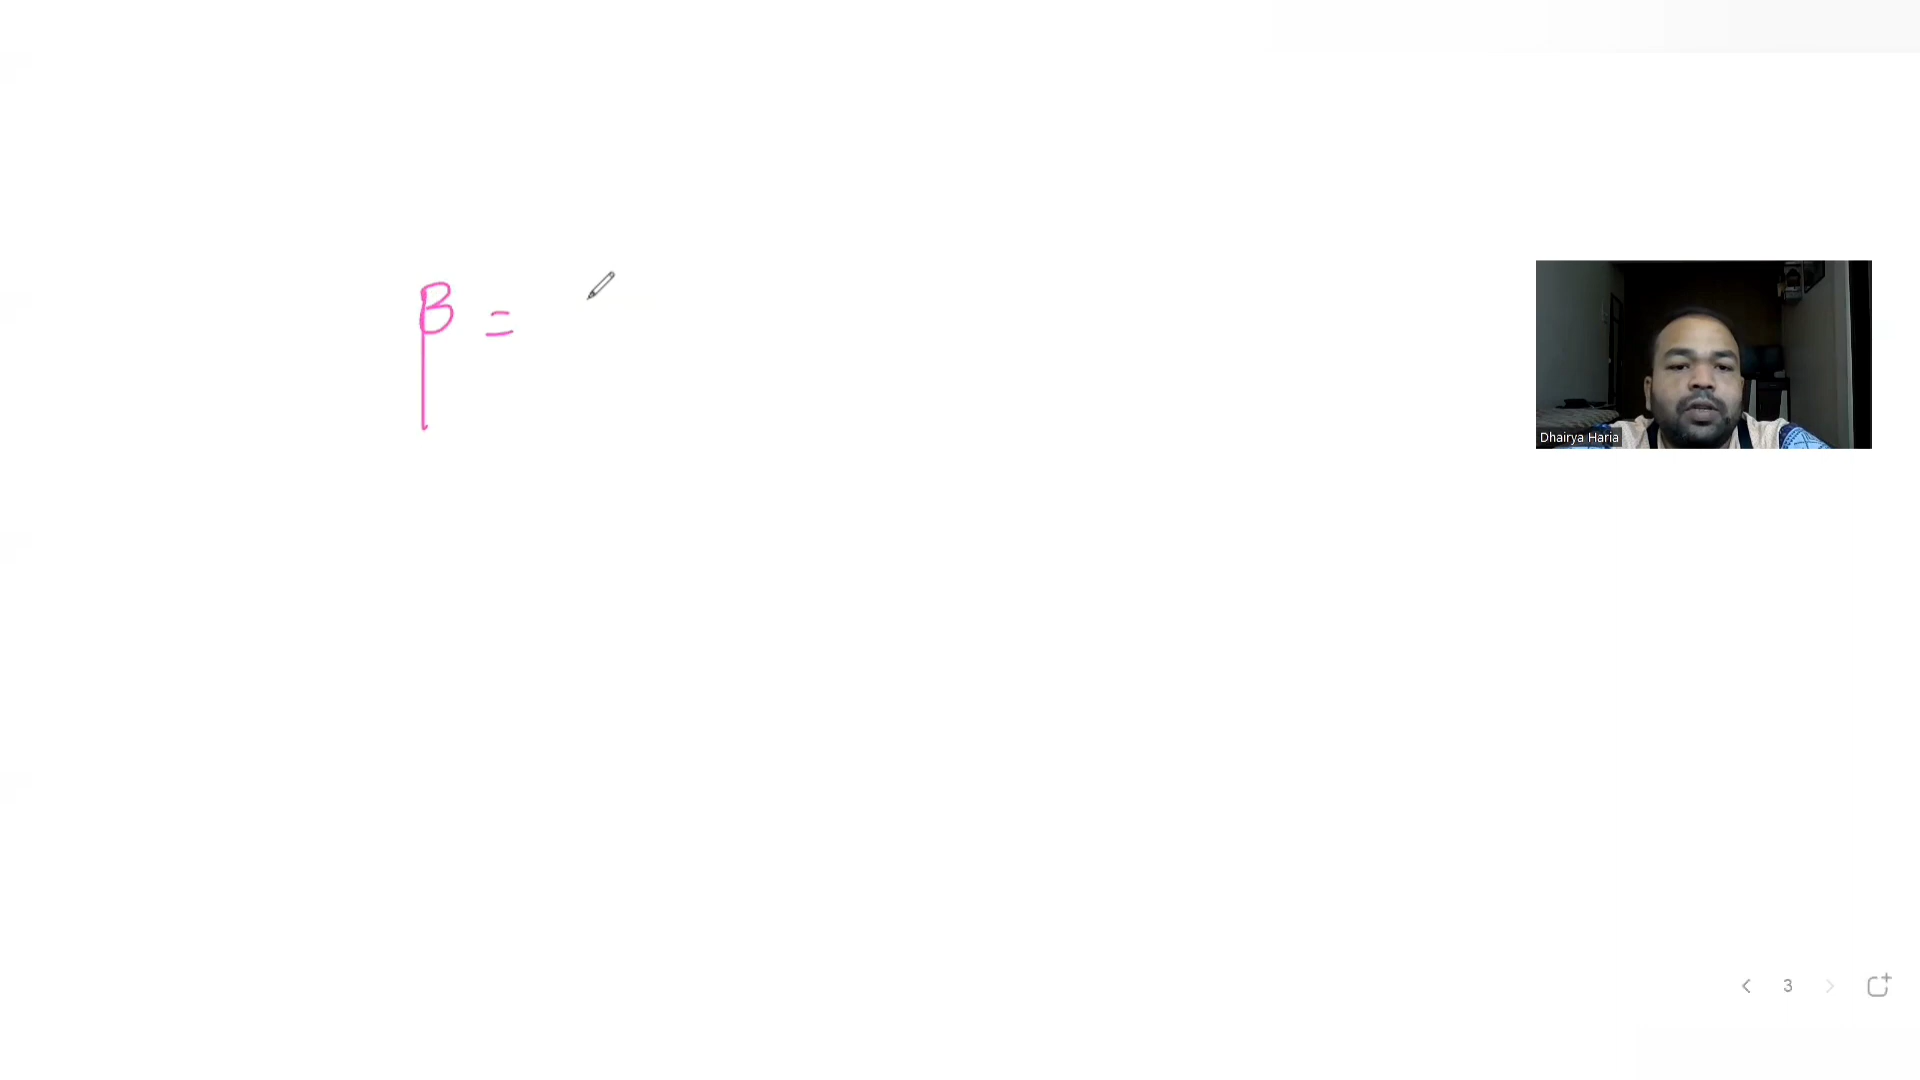 β =
Dhairya Haria
3